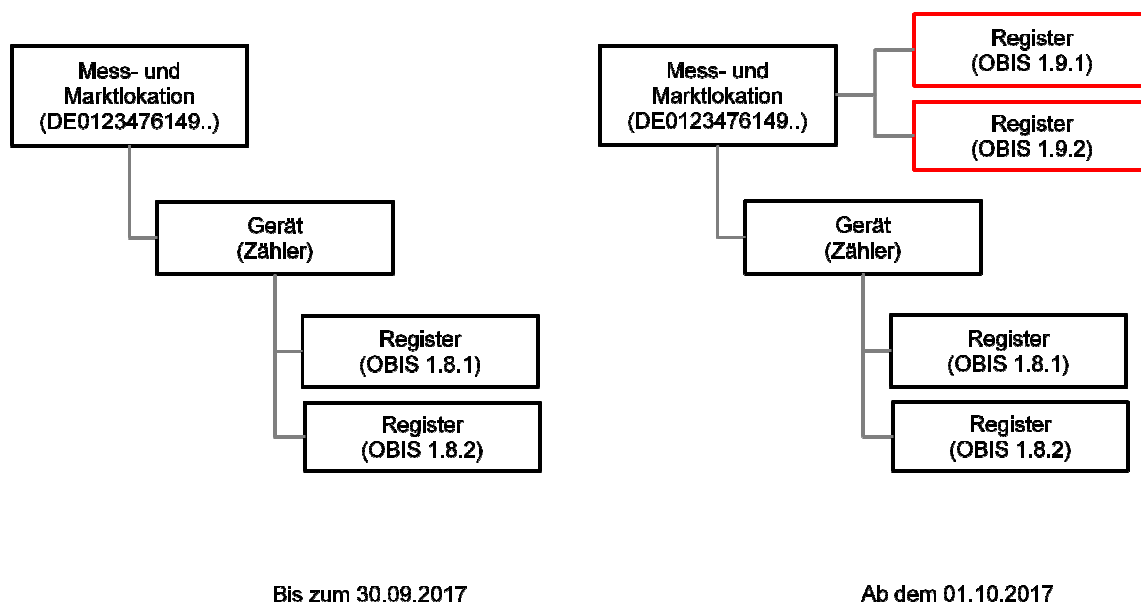 Mess- und
Marktlokation
(DE0123476149..)
Gerät
(Zähler)
Register
(OBIS 1.8.1)
Register
(OBIS 1.8.2)
Bis zum 30.09.2017
Mess- und
Marktlokation
(DE0123476149..)
Register
(OBIS 1.9.1)
Register
(OBIS 1.9.2)
Gerät
(Zähler)
Register
(OBIS 1.8.1)
Register
(OBIS 1.8.2)
Ab dem 01.10.2017